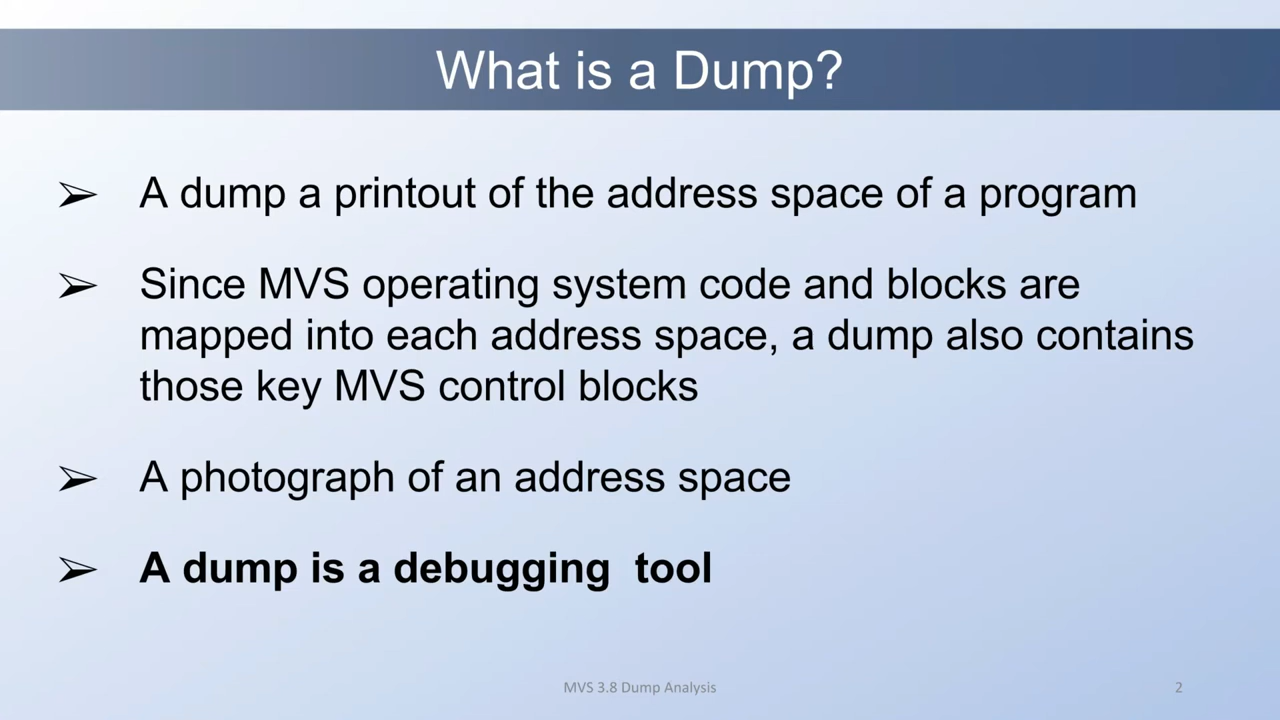 What is a Dump?
➢ A dump a printout of the address space of a program
➢ Since MVS operating system code and blocks are
mapped into each address space, a dump also contains
those key MVS control blocks
➢ A photograph of an address space
➢ A dump is a debugging  tool
MVS 3.8 Dump Analysis
2